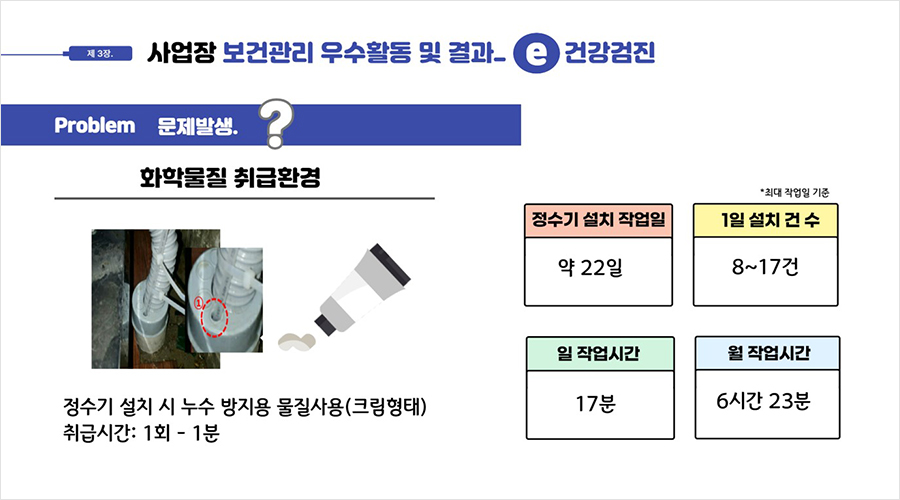 제 3장.
사업장 보건관리 우수활동 및 결과_ e 건강검진
Problem 문제발생. ?
화학물질 취급환경
①
정수기 설치 시 누수 방지용 물질사용(크림형태)
취급시간: 1회 - 1분
*최대 작업일 기준
정수기 설치 작업일
약 22일
1일 설치 건 수
8~17건
일 작업시간
17분
월 작업시간
6시간 23분